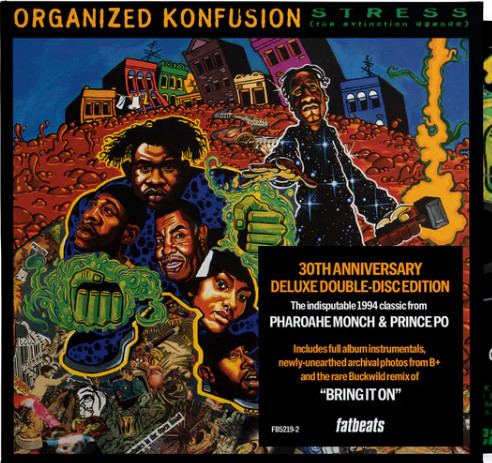 ORGANIZED KONFUSION STRESS
(the extinction agenda)
30TH ANNIVERSARY
DELUXE DOUBLE-DISC EDITION
The indisputable 1994 classic from
PHAROAHE MONCH & PRINCE PO
Includes full album instrumentals,
newly-unearthed archival photos from B+
and the rare Buckwild remix of
"BRING IT ON"
FB5219-2
fatbeats